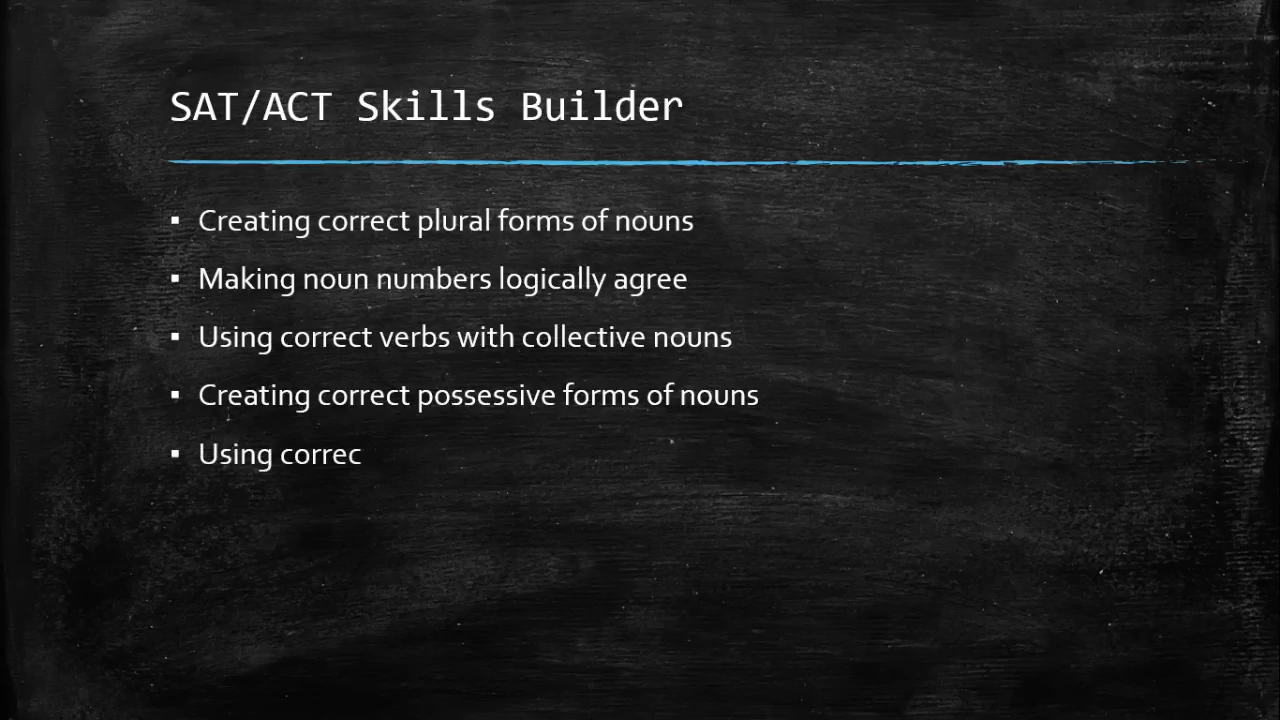 SAT/ACT Skills Builder
▪ Creating correct plural forms of nouns
▪ Making noun numbers logically agree
▪ Using correct verbs with collective nouns
▪ Creating correct possessive forms of nouns
▪ Using correc